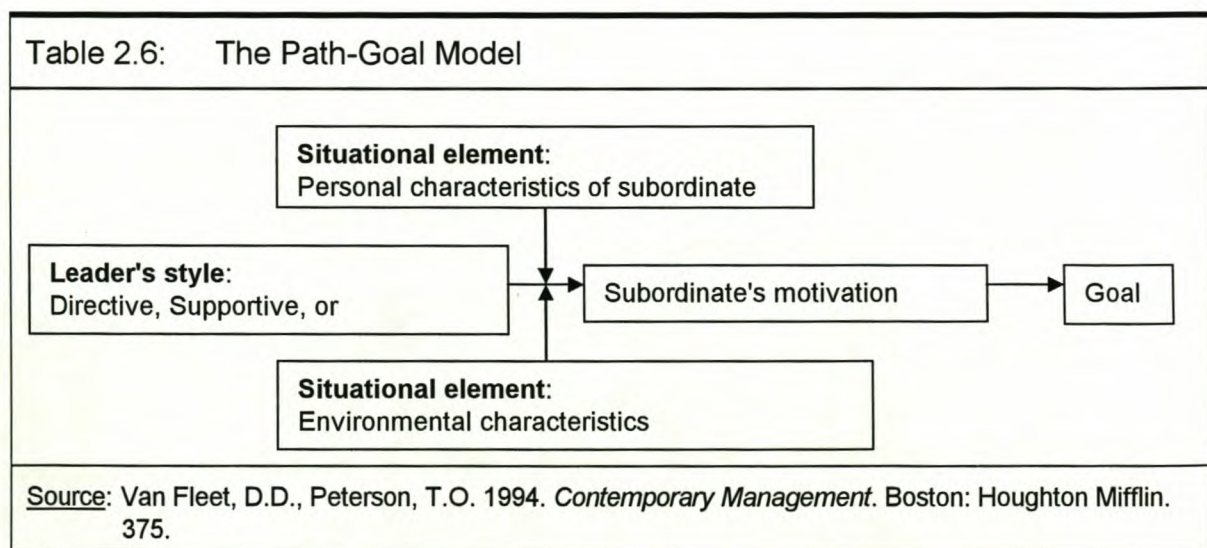 Table 2.6: The Path-Goal Model
Situational element:
Personal characteristics of subordinate
Leader's style:
Directive, Supportive, or
Subordinate's motivation
Goal
Situational element:
Environmental characteristics
Source: Van Fleet, D.D., Peterson, T.O. 1994. Contemporary Management. Boston: Houghton Mifflin.
375.